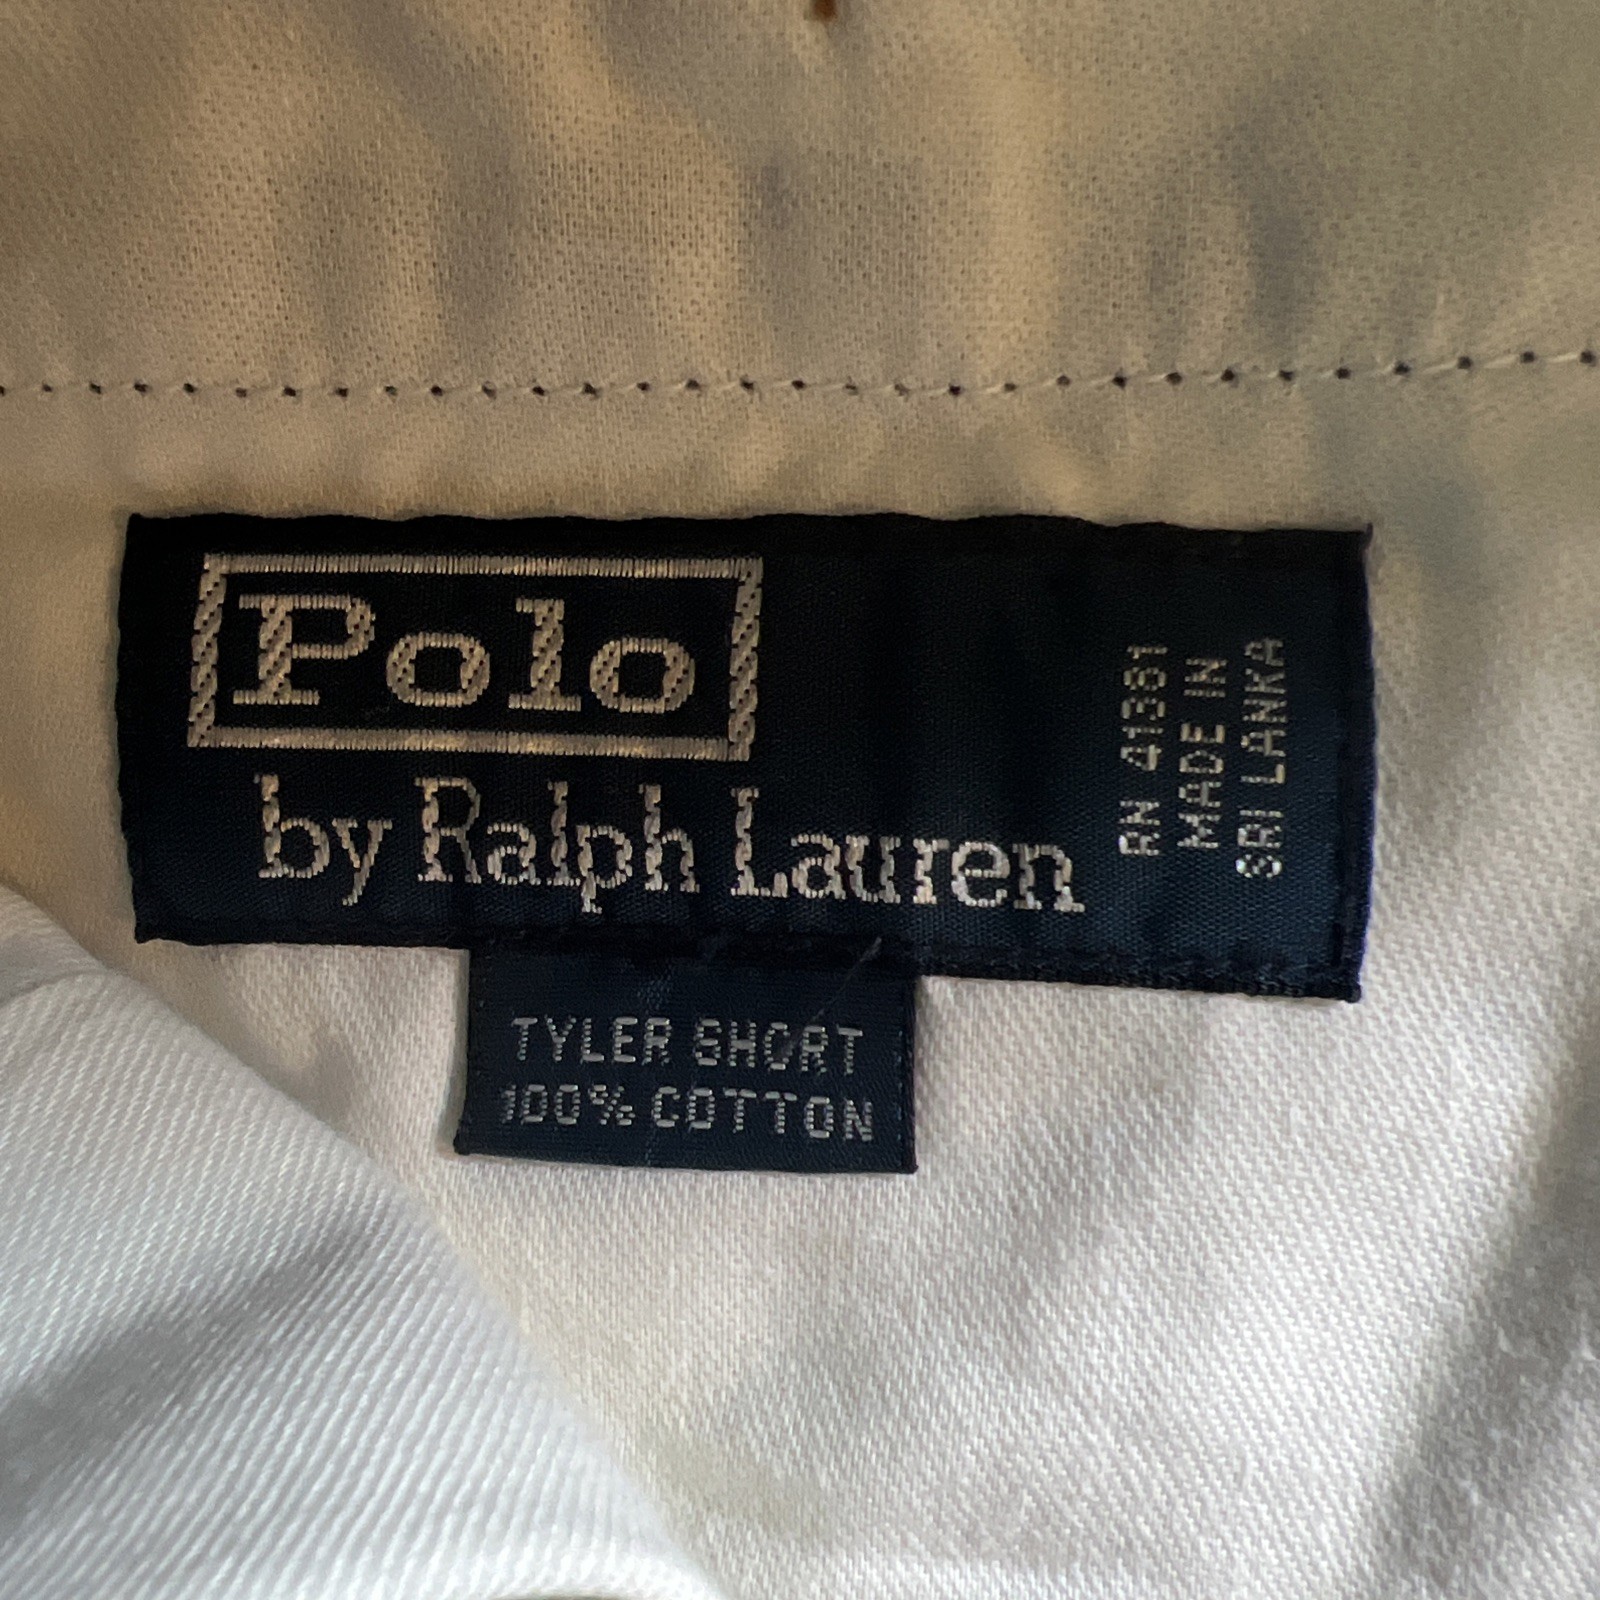 Polo
by Ralph Lauren
RN 41381
MADE IN
SRI LANKA
TYLER SHORT
100% COTTON